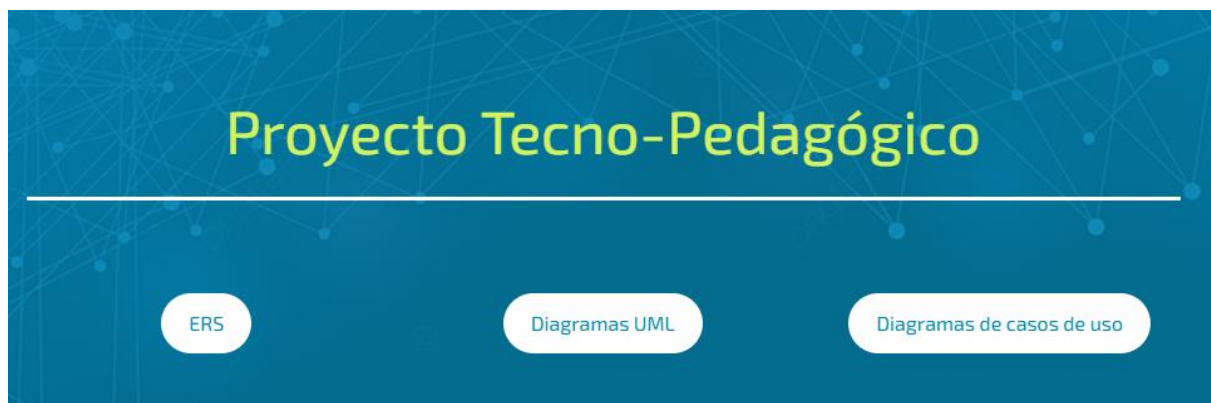 Proyecto Tecno-Pedagógico
ERS
Diagramas UML
Diagramas de casos de uso